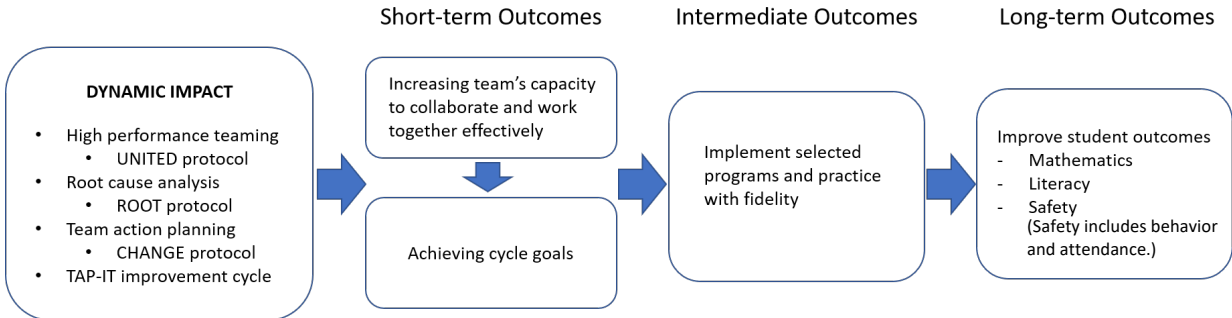 Short-term Outcomes
Intermediate Outcomes
Long-term Outcomes
DYNAMIC IMPACT
• High performance teaming
• UNITED protocol
• Root cause analysis
• ROOT protocol
• Team action planning
• CHANGE protocol
• TAP-IT improvement cycle
Increasing team’s capacity
to collaborate and work
together effectively
Achieving cycle goals
Implement selected
programs and practice
with fidelity
Improve student outcomes
- Mathematics
- Literacy
- Safety
(Safety includes behavior
and attendance.)